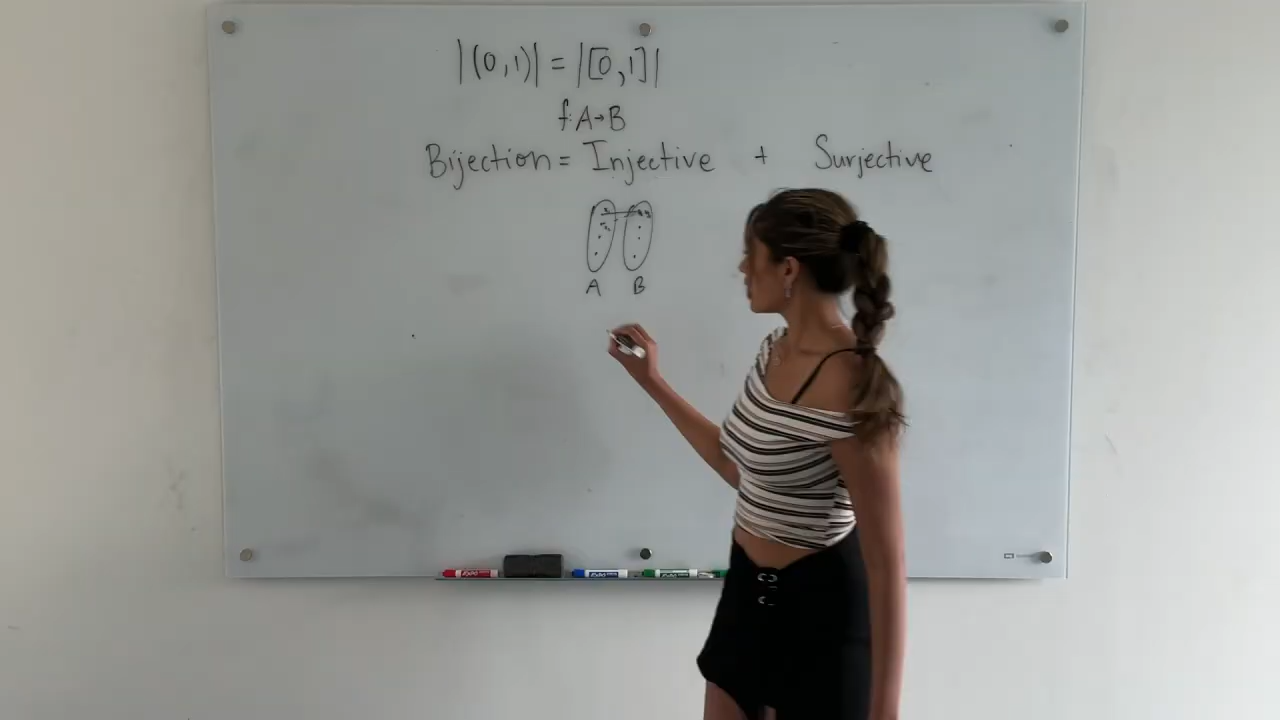 |(0,1)| = |[0,1]|
f: A→B
Bijection = Injective + Surjective
A B